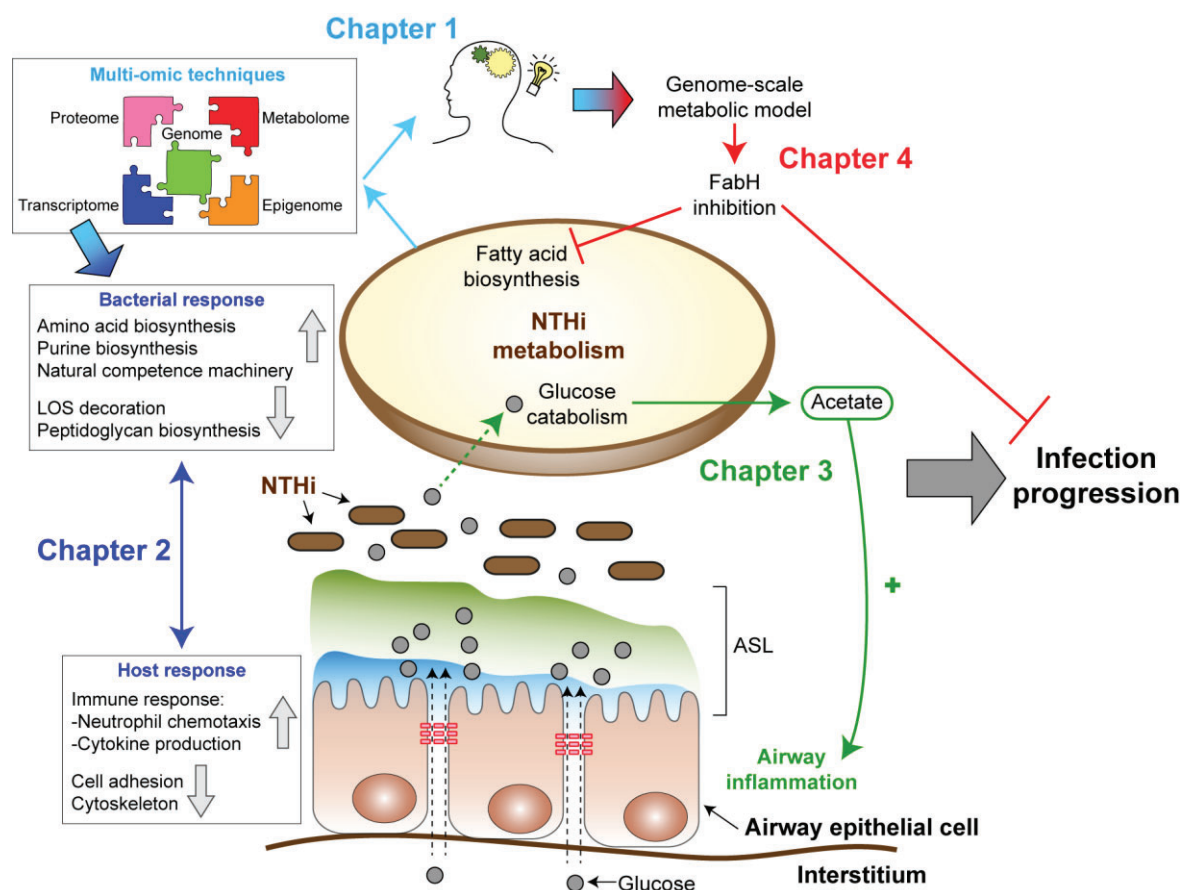 Chapter 1
Multi-omic techniques
Proteome
Metabolome
Genome
Transcriptome
Epigenome
Genome-scale
metabolic model
Chapter 4
FabH
inhibition
Bacterial response
Amino acid biosynthesis
Purine biosynthesis
Natural competence machinery
LOS decoration
Peptidoglycan biosynthesis
Fatty acid
biosynthesis
NTHi
metabolism
Glucose
catabolism
Acetate
Chapter 3
Infection
progression
NTHi
Chapter 2
+
ASL
Host response
Immune response:
-Neutrophil chemotaxis
-Cytokine production
Cell adhesion
Cytoskeleton
Airway
inflammation
Airway epithelial cell
Interstitium
Glucose